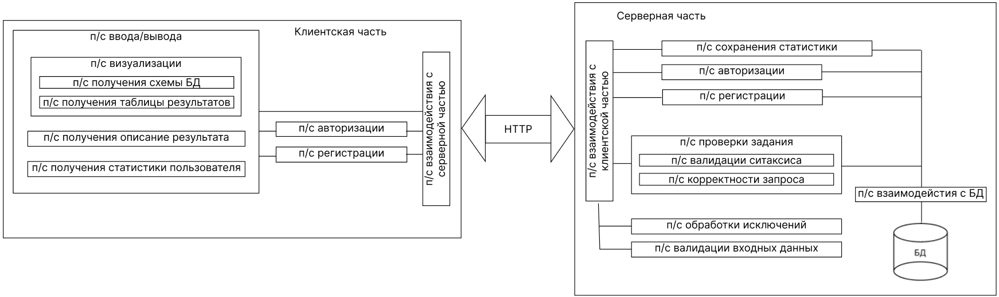 Клиентская часть
п/с ввода/вывода
п/с визуализации
п/с получения схемы БД
п/с получения таблицы результатов
п/с получения описание результата
п/с получения статистики пользователя
п/с авторизации
п/с регистрации
п/с взаимодействия с
серверной частью
HTTP
Серверная часть
п/с взаимодействия с
клиентской частью
п/с сохранения статистики
п/с авторизации
п/с регистрации
п/с проверки задания
п/с валидации ситаксиса
п/с корректности запроса
п/с взаимодейстия с БД
п/с обработки исключений
п/с валидации входных данных
БД